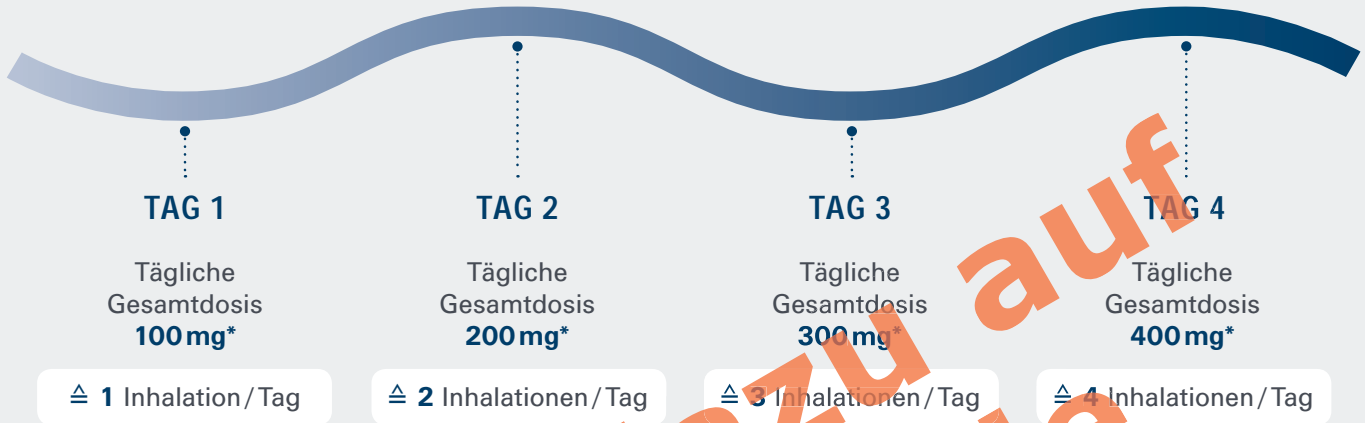 TAG 1
Tägliche
Gesamtdosis
100 mg*
≙ 1 Inhalation / Tag
TAG 2
Tägliche
Gesamtdosis
200 mg*
≙ 2 Inhalationen / Tag
TAG 3
Tägliche
Gesamtdosis
300 mg*
≙ 3 Inhalationen / Tag
TAG 4
Tägliche
Gesamtdosis
400 mg*
≙ 4 Inhalationen / Tag
auf